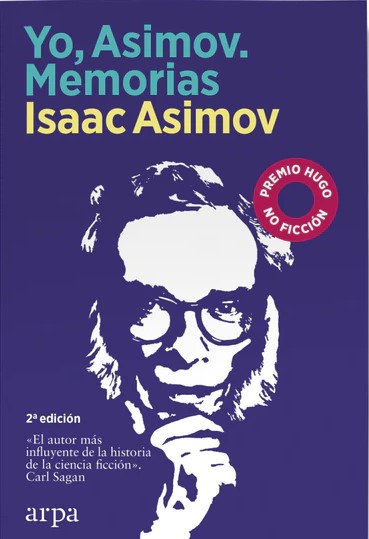 Yo, Asimov.
Memorias
Isaac Asimov
PREMIO HUGO
NO FICCIÓN
2ª edición
«El autor más
influyente de la historia
de la ciencia ficción».
Carl Sagan
arpa